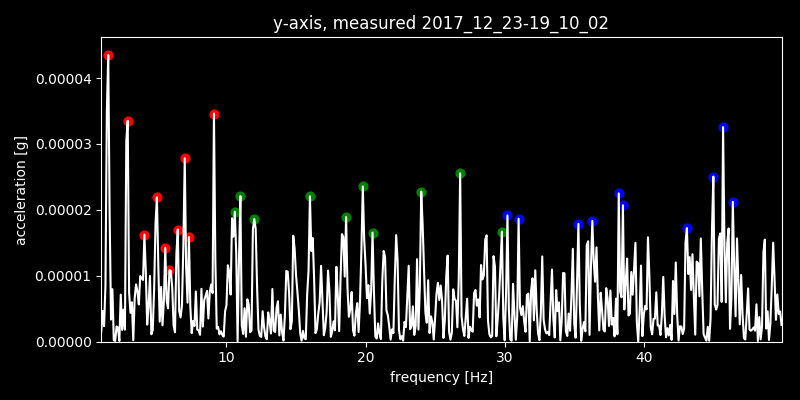 y-axis, measured 2017_12_23-19_10_02
acceleration [g]
0.00004
0.00003
0.00002
0.00001
0.00000
10 20 30 40
frequency [Hz]